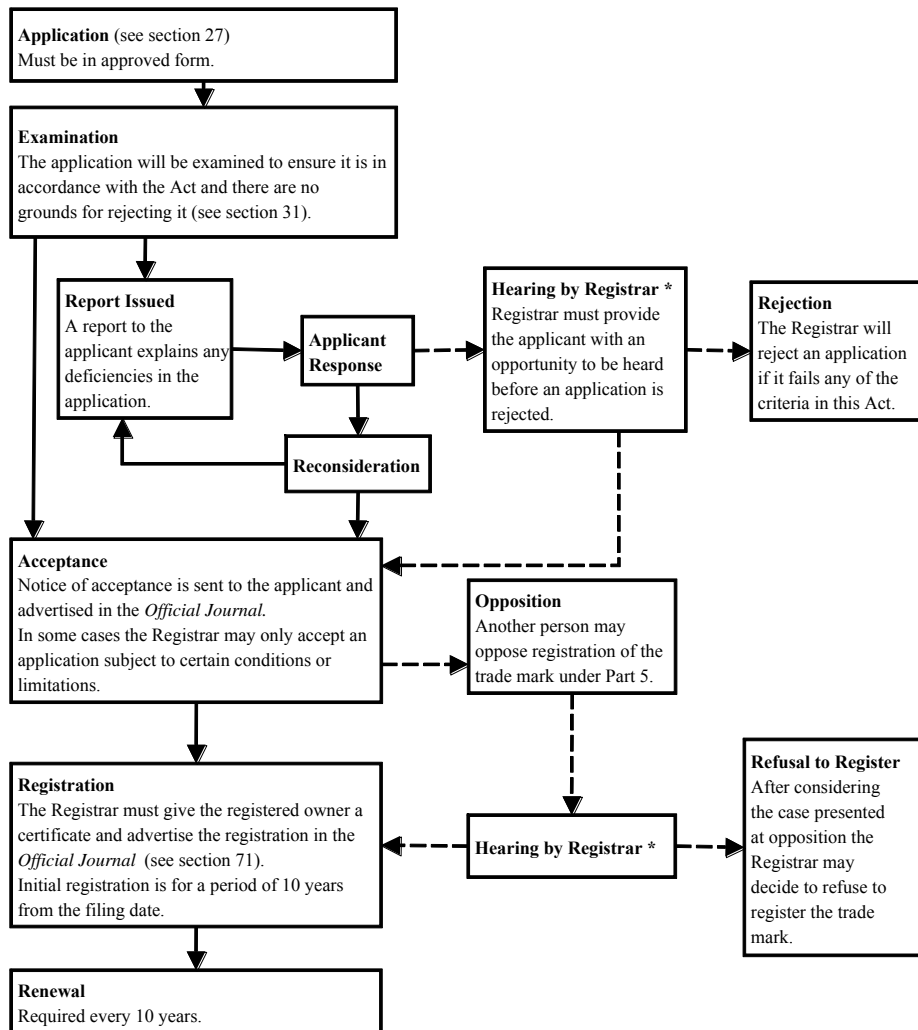 Application (see section 27)
Must be in approved form.
Examination
The application will be examined to ensure it is in
accordance with the Act and there are no
grounds for rejecting it (see section 31).
Report Issued
A report to the
applicant explains any
deficiencies in the
application.
Applicant
Response
Hearing by Registrar *
Registrar must provide
the applicant with an
opportunity to be heard
before an application is
rejected.
Rejection
The Registrar will
reject an application
if it fails any of the
criteria in this Act.
Reconsideration
Acceptance
Notice of acceptance is sent to the applicant and
advertised in the Official Journal.
In some cases the Registrar may only accept an
application subject to certain conditions or
limitations.
Opposition
Another person may
oppose registration of the
trade mark under Part 5.
Registration
The Registrar must give the registered owner a
certificate and advertise the registration in the
Official Journal (see section 71).
Initial registration is for a period of 10 years
from the filing date.
Hearing by Registrar *
Refusal to Register
After considering
the case presented
at opposition the
Registrar may
decide to refuse to
register the trade
mark.
Renewal
Required every 10 years.